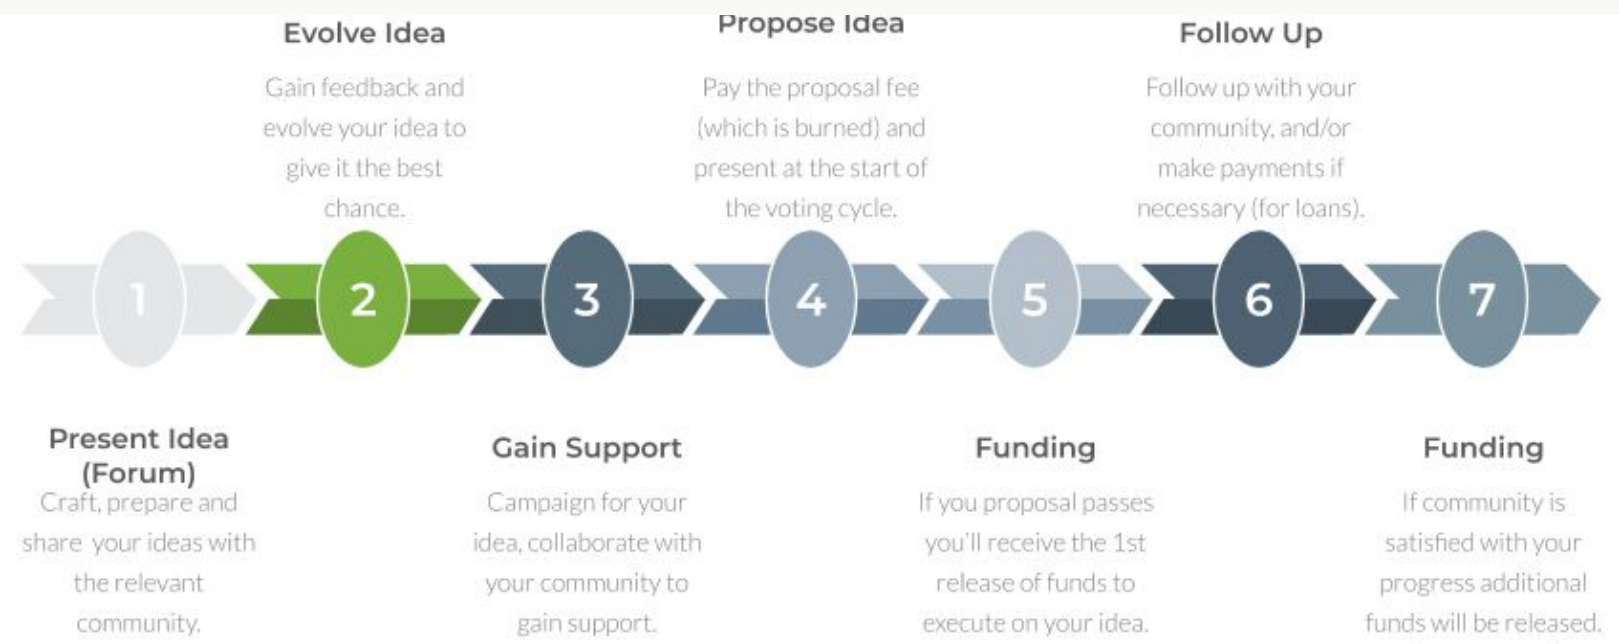 Evolve Idea
Gain feedback and
evolve your idea to
give it the best
chance.
Propose Idea
Pay the proposal fee
(which is burned) and
present at the start of
the voting cycle.
Follow Up
Follow up with your
community, and/or
make payments if
necessary (for loans).
1
2
3
4
5
6
7
Present Idea
(Forum)
Craft, prepare and
share your ideas with
the relevant
community.
Gain Support
Campaign for your
idea, collaborate with
your community to
gain support.
Funding
If you proposal passes
you'll receive the 1st
release of funds to
execute on your idea.
Funding
If community is
satisfied with your
progress additional
funds will be released.